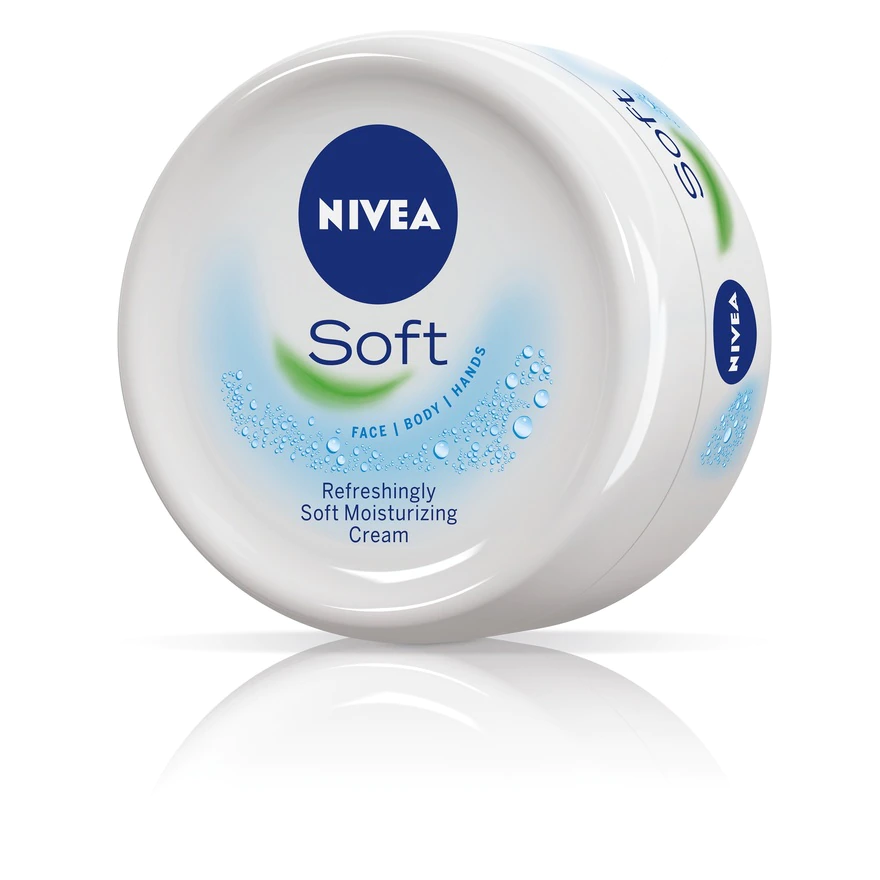 NIVEA
Soft
FACE | BODY | HANDS
Refreshingly
Soft Moisturizing
Cream
Soft
NIVEA